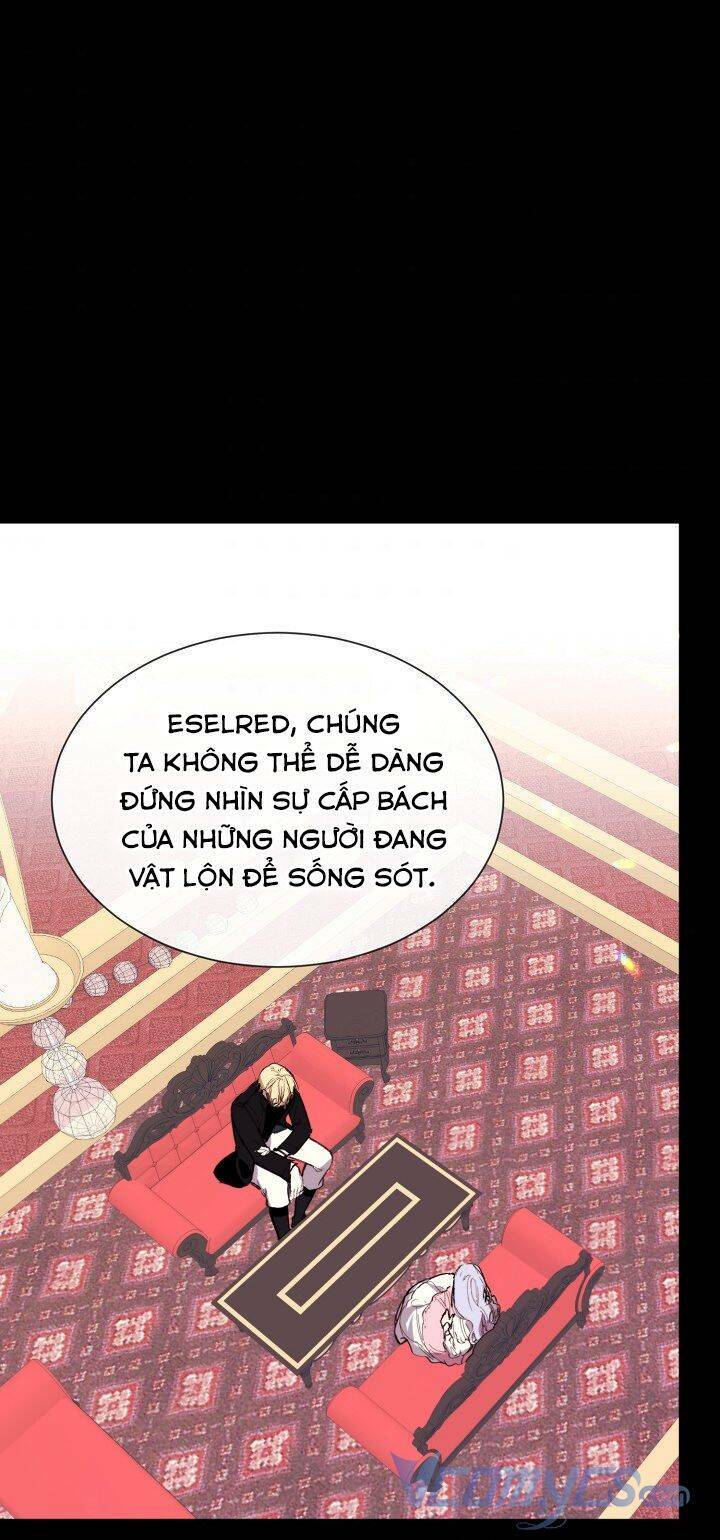 ESELRED, CHÚNG
TA KHÔNG THỂ DỄ DÀNG
ĐỨNG NHÌN SỰ CẤP BÁCH
CỦA NHỮNG NGƯỜI ĐANG
VẬT LỘN ĐỂ SỐNG SÓT.